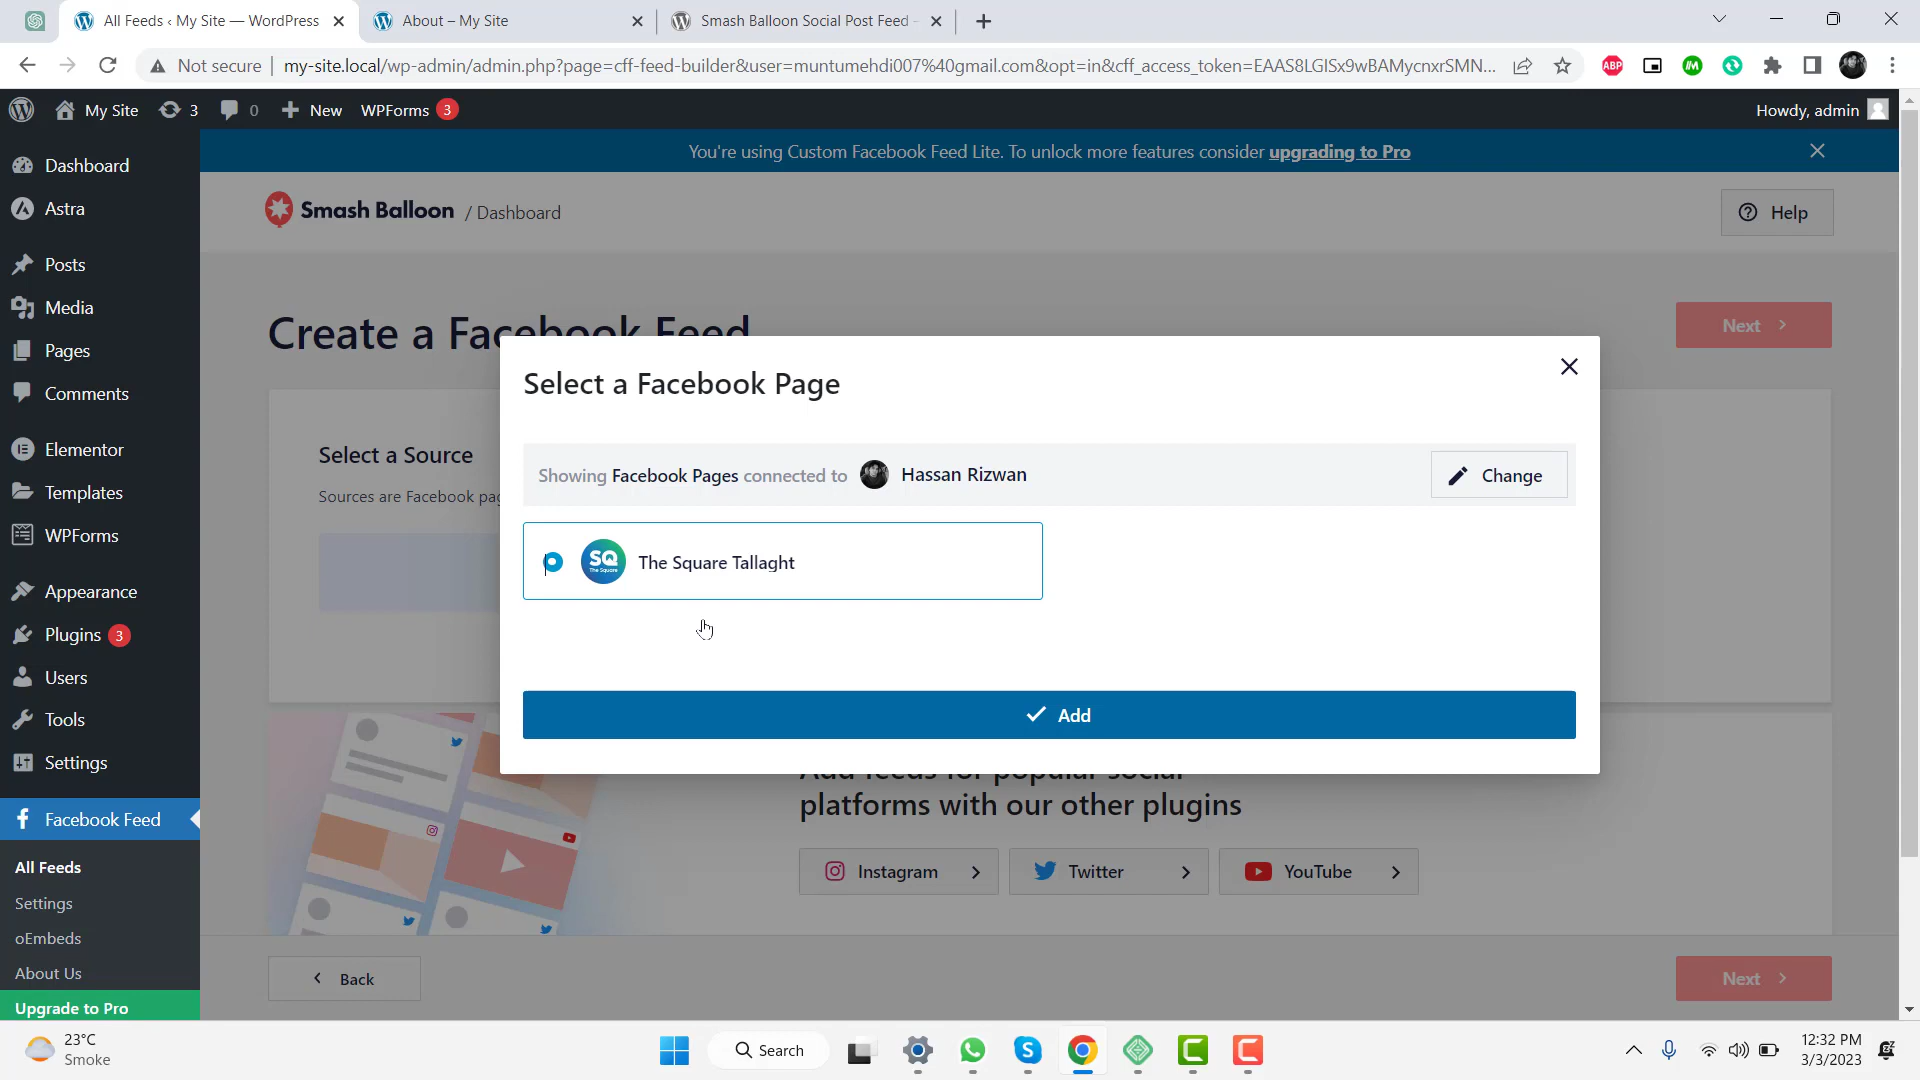 All Feeds ‹ My Site — WordPress
About – My Site
Smash Balloon Social Post Feed –
Not secure
my-site.local/wp-admin/admin.php?page=cff-feed-builder&user=muntumehdi007%40gmail.com&opt=in&cff_access_token=EAAS8LGISx9wBAMycnxrSMN...
ABP
My Site
3
0
New
WPForms 3
Howdy, admin
You're using Custom Facebook Feed Lite. To unlock more features consider upgrading to Pro
Dashboard
Astra
Posts
Media
Pages
Comments
Elementor
Templates
WPForms
Appearance
Plugins 3
Users
Tools
Settings
Facebook Feed
All Feeds
Settings
oEmbeds
About Us
Upgrade to Pro
Smash Balloon / Dashboard
Help
Create a Facebook Feed
Next
Select a Source
Sources are Facebook pag
Select a Facebook Page
Showing Facebook Pages connected to Hassan Rizwan
Change
SQ
The Square
The Square Tallaght
Add
Add feeds for popular social
platforms with our other plugins
Instagram
Twitter
YouTube
Back
Next
23°C
Smoke
Search
12:32 PM
3/3/2023